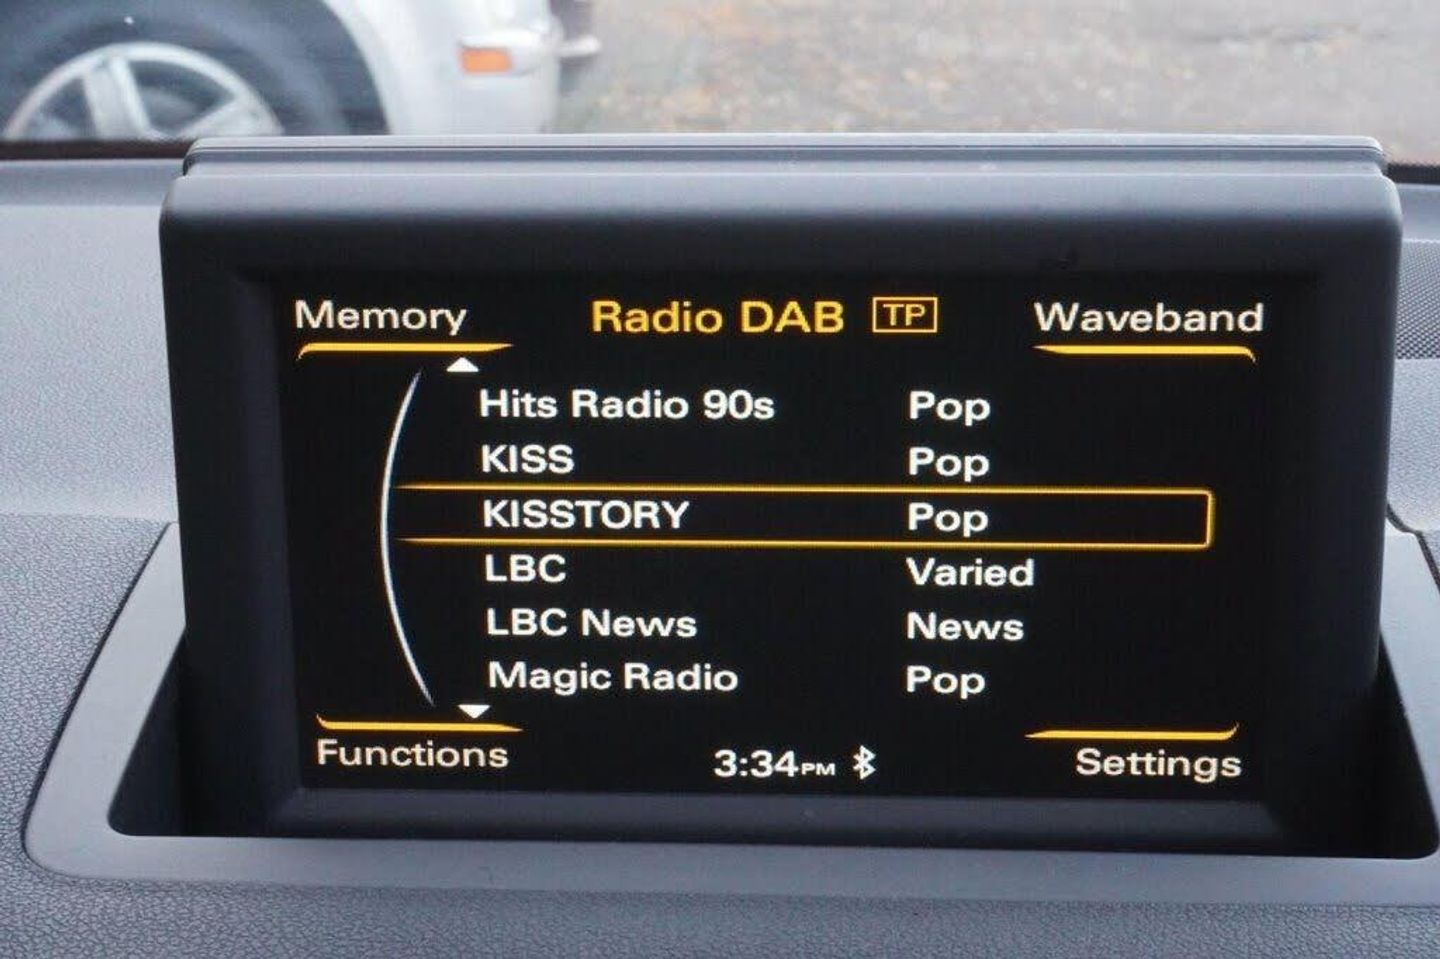 Memory Radio DAB TP Waveband
Hits Radio 90s Pop
KISS Pop
KISSTORY Pop
LBC Varied
LBC News News
Magic Radio Pop
Functions 3:34PM Settings